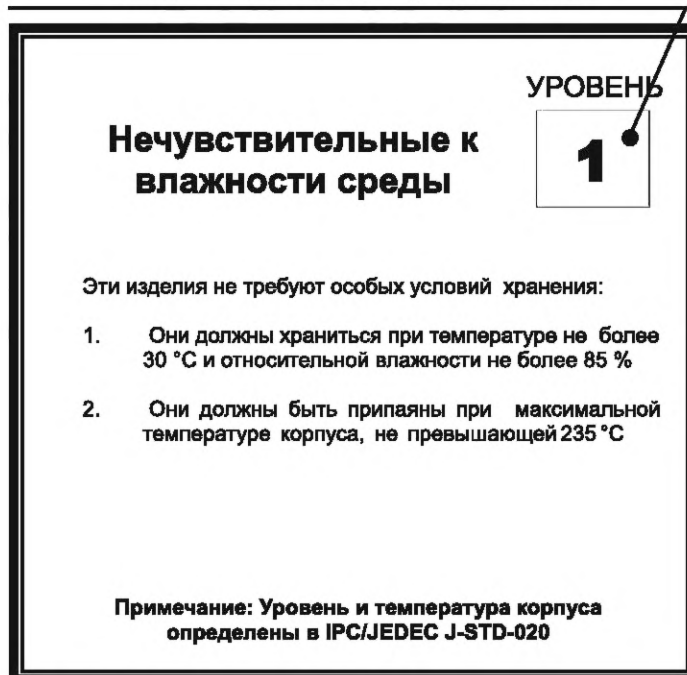 УРОВЕНЬ
1
Нечувствительные к
влажности среды
Эти изделия не требуют особых условий хранения:
1. Они должны храниться при температуре не более
30 °С и относительной влажности не более 85 %
2. Они должны быть припаяны при максимальной
температуре корпуса, не превышающей 235 °С
Примечание: Уровень и температура корпуса
определены в IPC/JEDEC J-STD-020